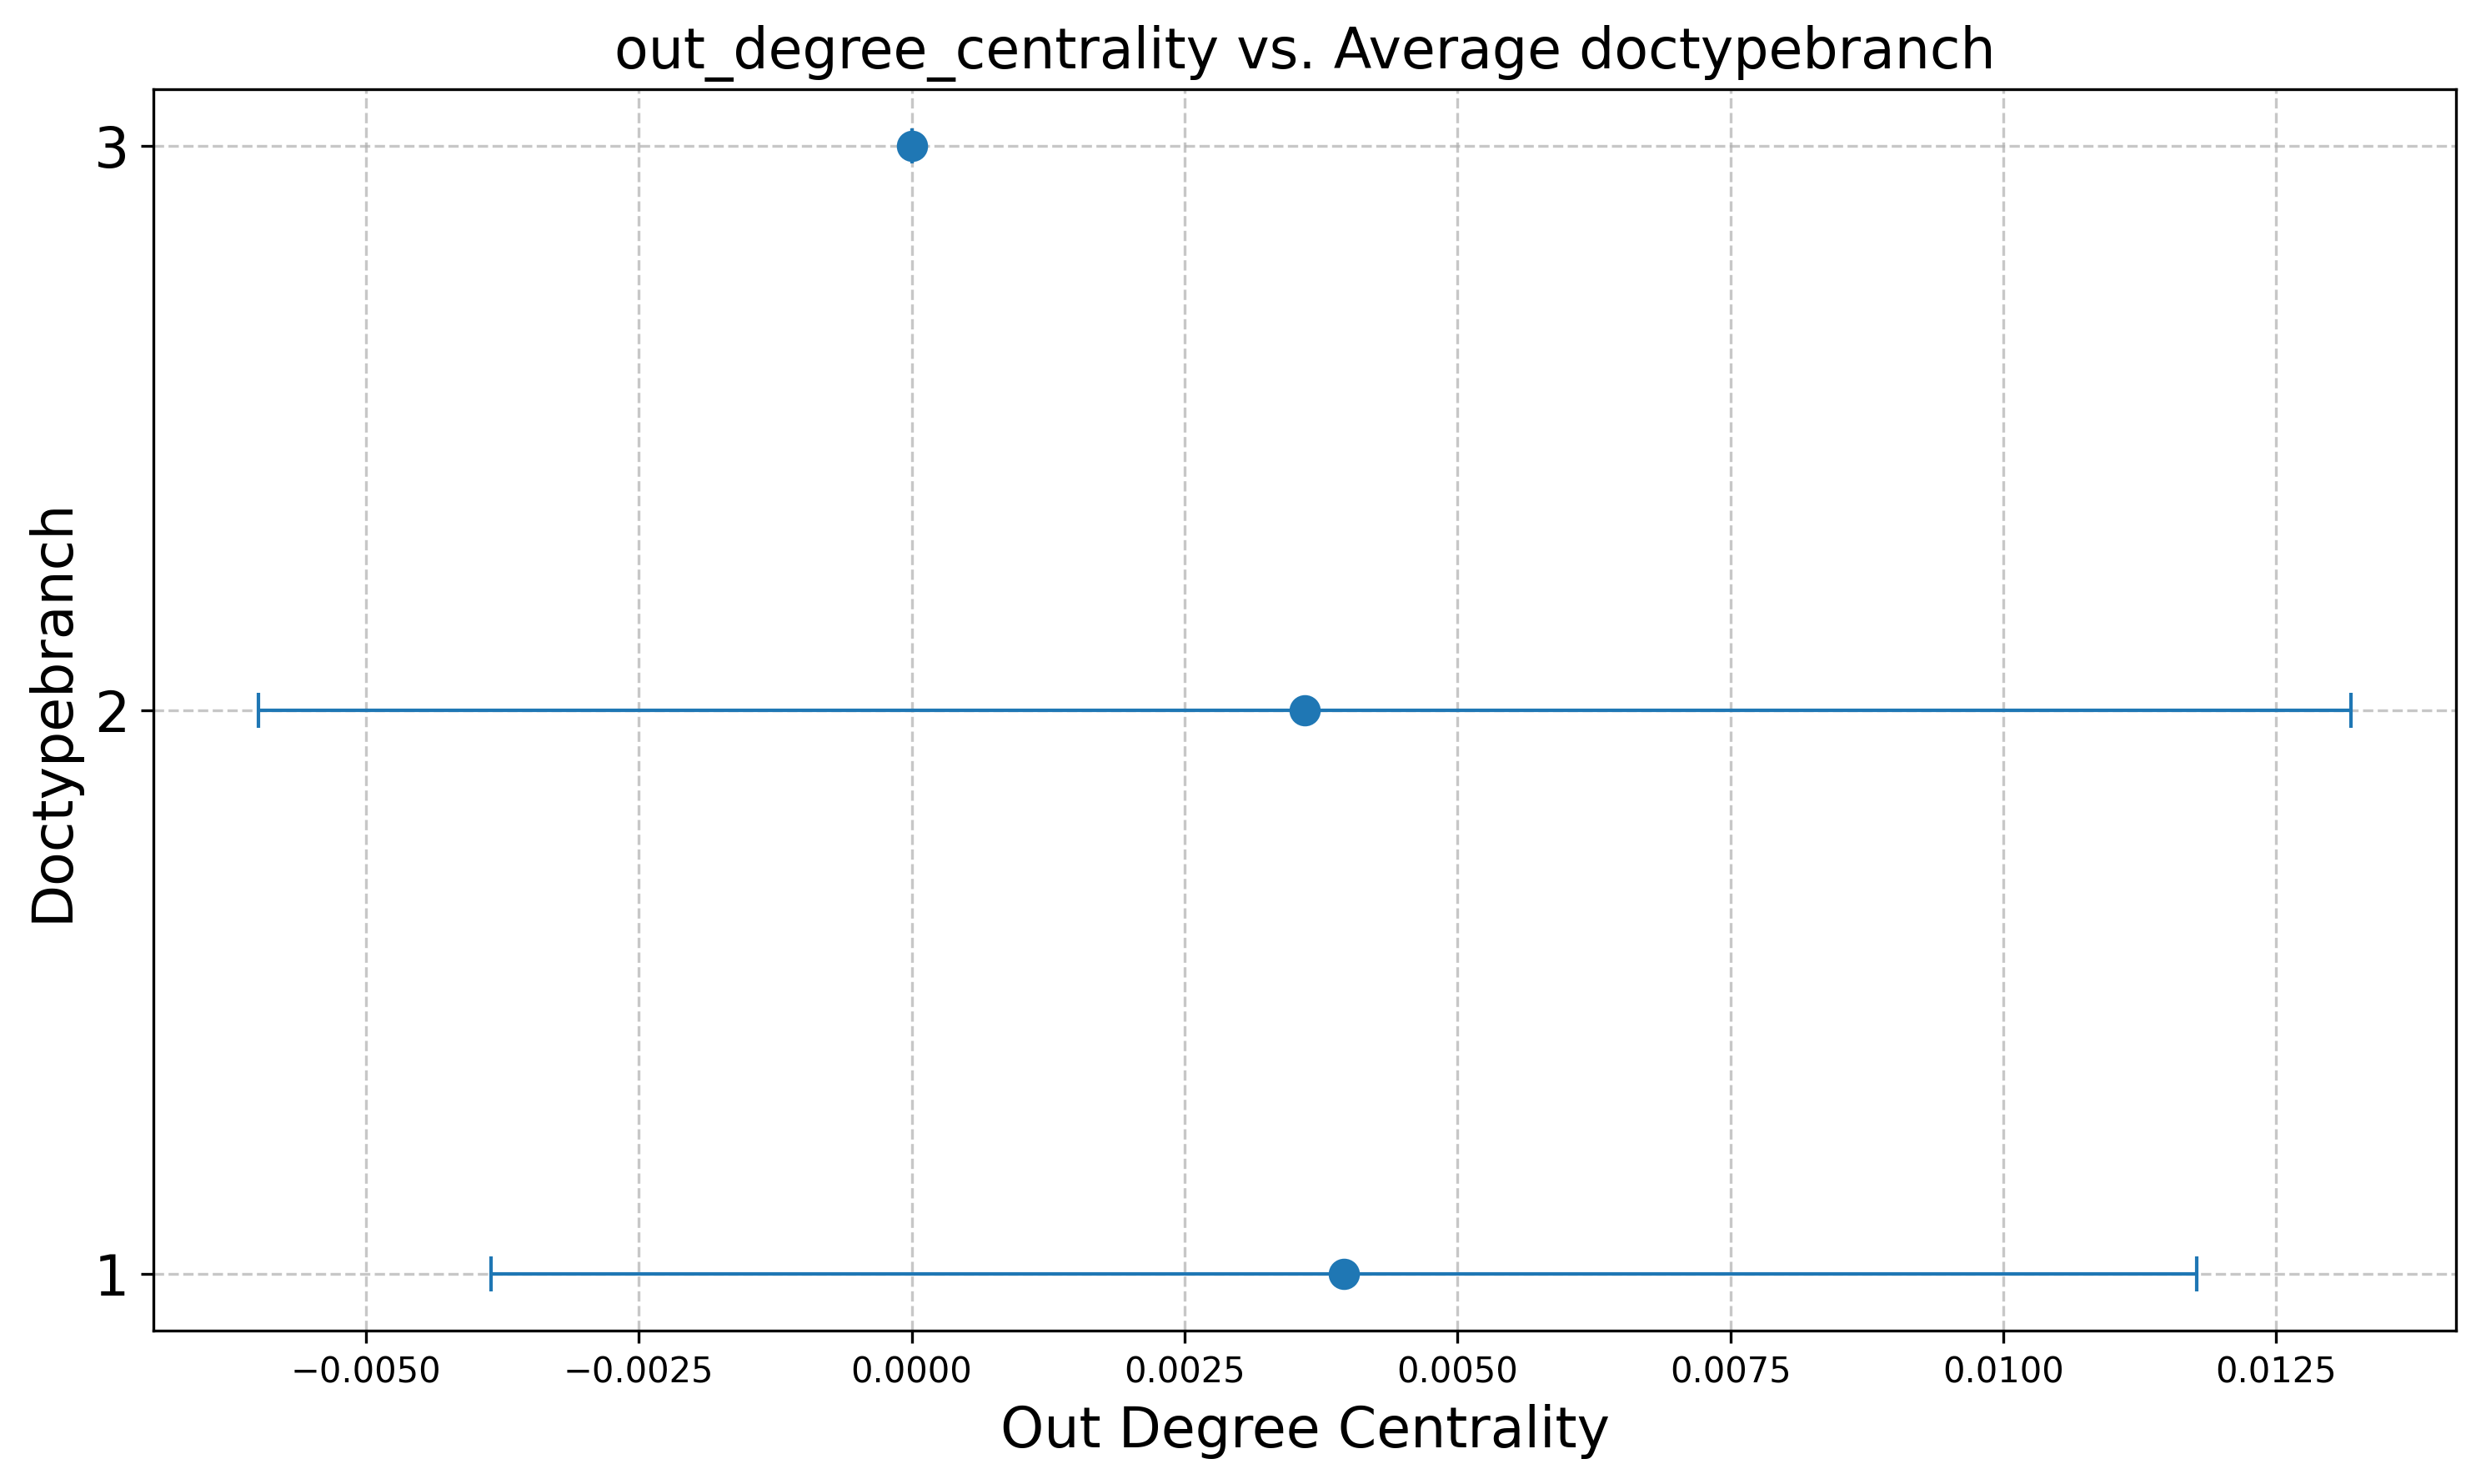 out_degree_centrality vs. Average doctypebranch
3
2
1
Doctypebranch
−0.0050 −0.0025 0.0000 0.0025 0.0050 0.0075 0.0100 0.0125
Out Degree Centrality